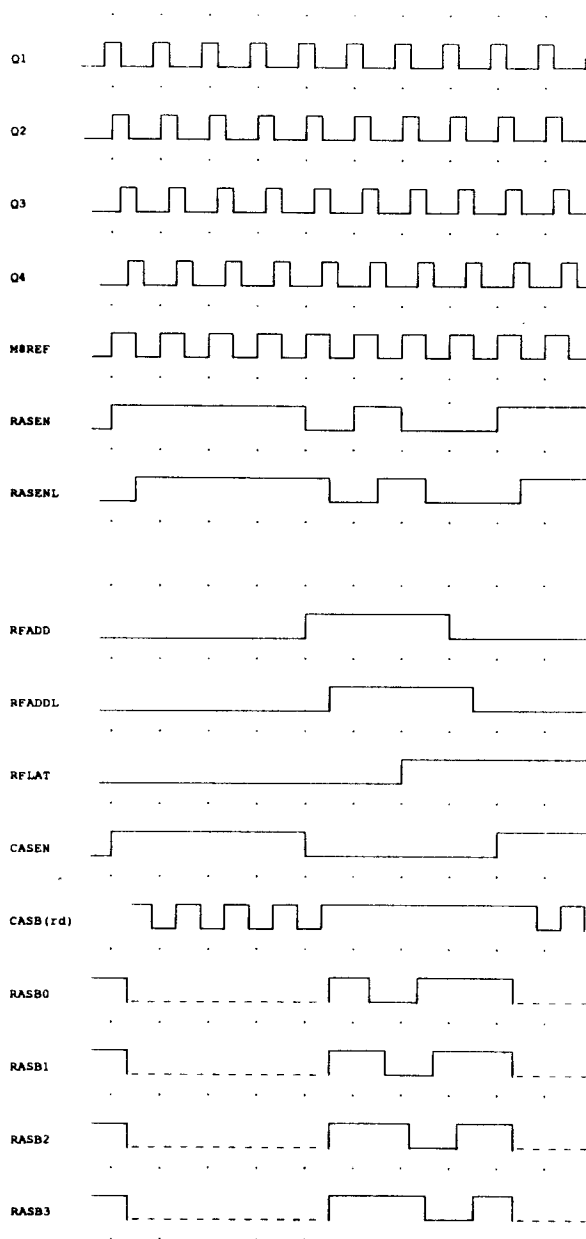 Q1
Q2
Q3
Q4
M8REF
RASEN
RASENL
RFADD
RFADDL
RFLAT
CASEN
CASB(rd)
RASB0
RASB1
RASB2
RASB3